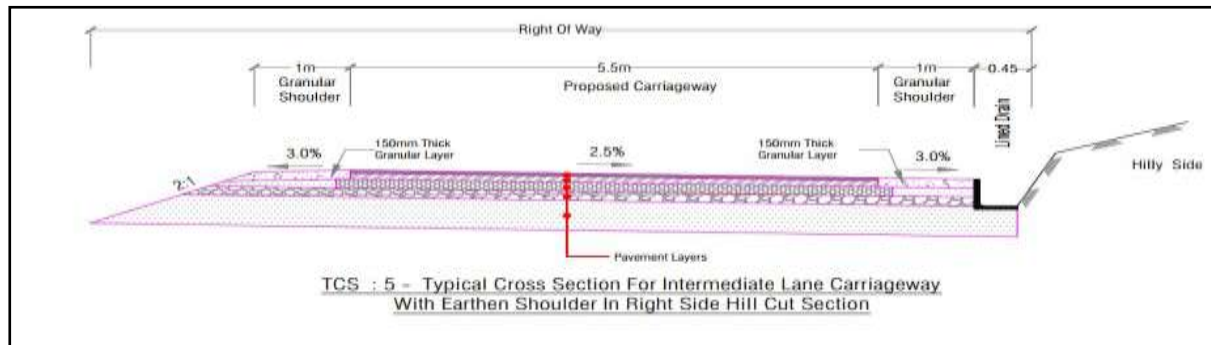 Right Of Way
1m
5.5m
1m
0.45
Granular
Shoulder
Proposed Carriageway
Granular
Shoulder
Lined Drain
150mm Thick
Granular Layer
150mm Thick
Granular Layer
3.0%
2.5%
3.0%
Hilly Side
2:1
Pavement Layers
TCS : 5 - Typical Cross Section For Intermediate Lane Carriageway
With Earthen Shoulder In Right Side Hill Cut Section